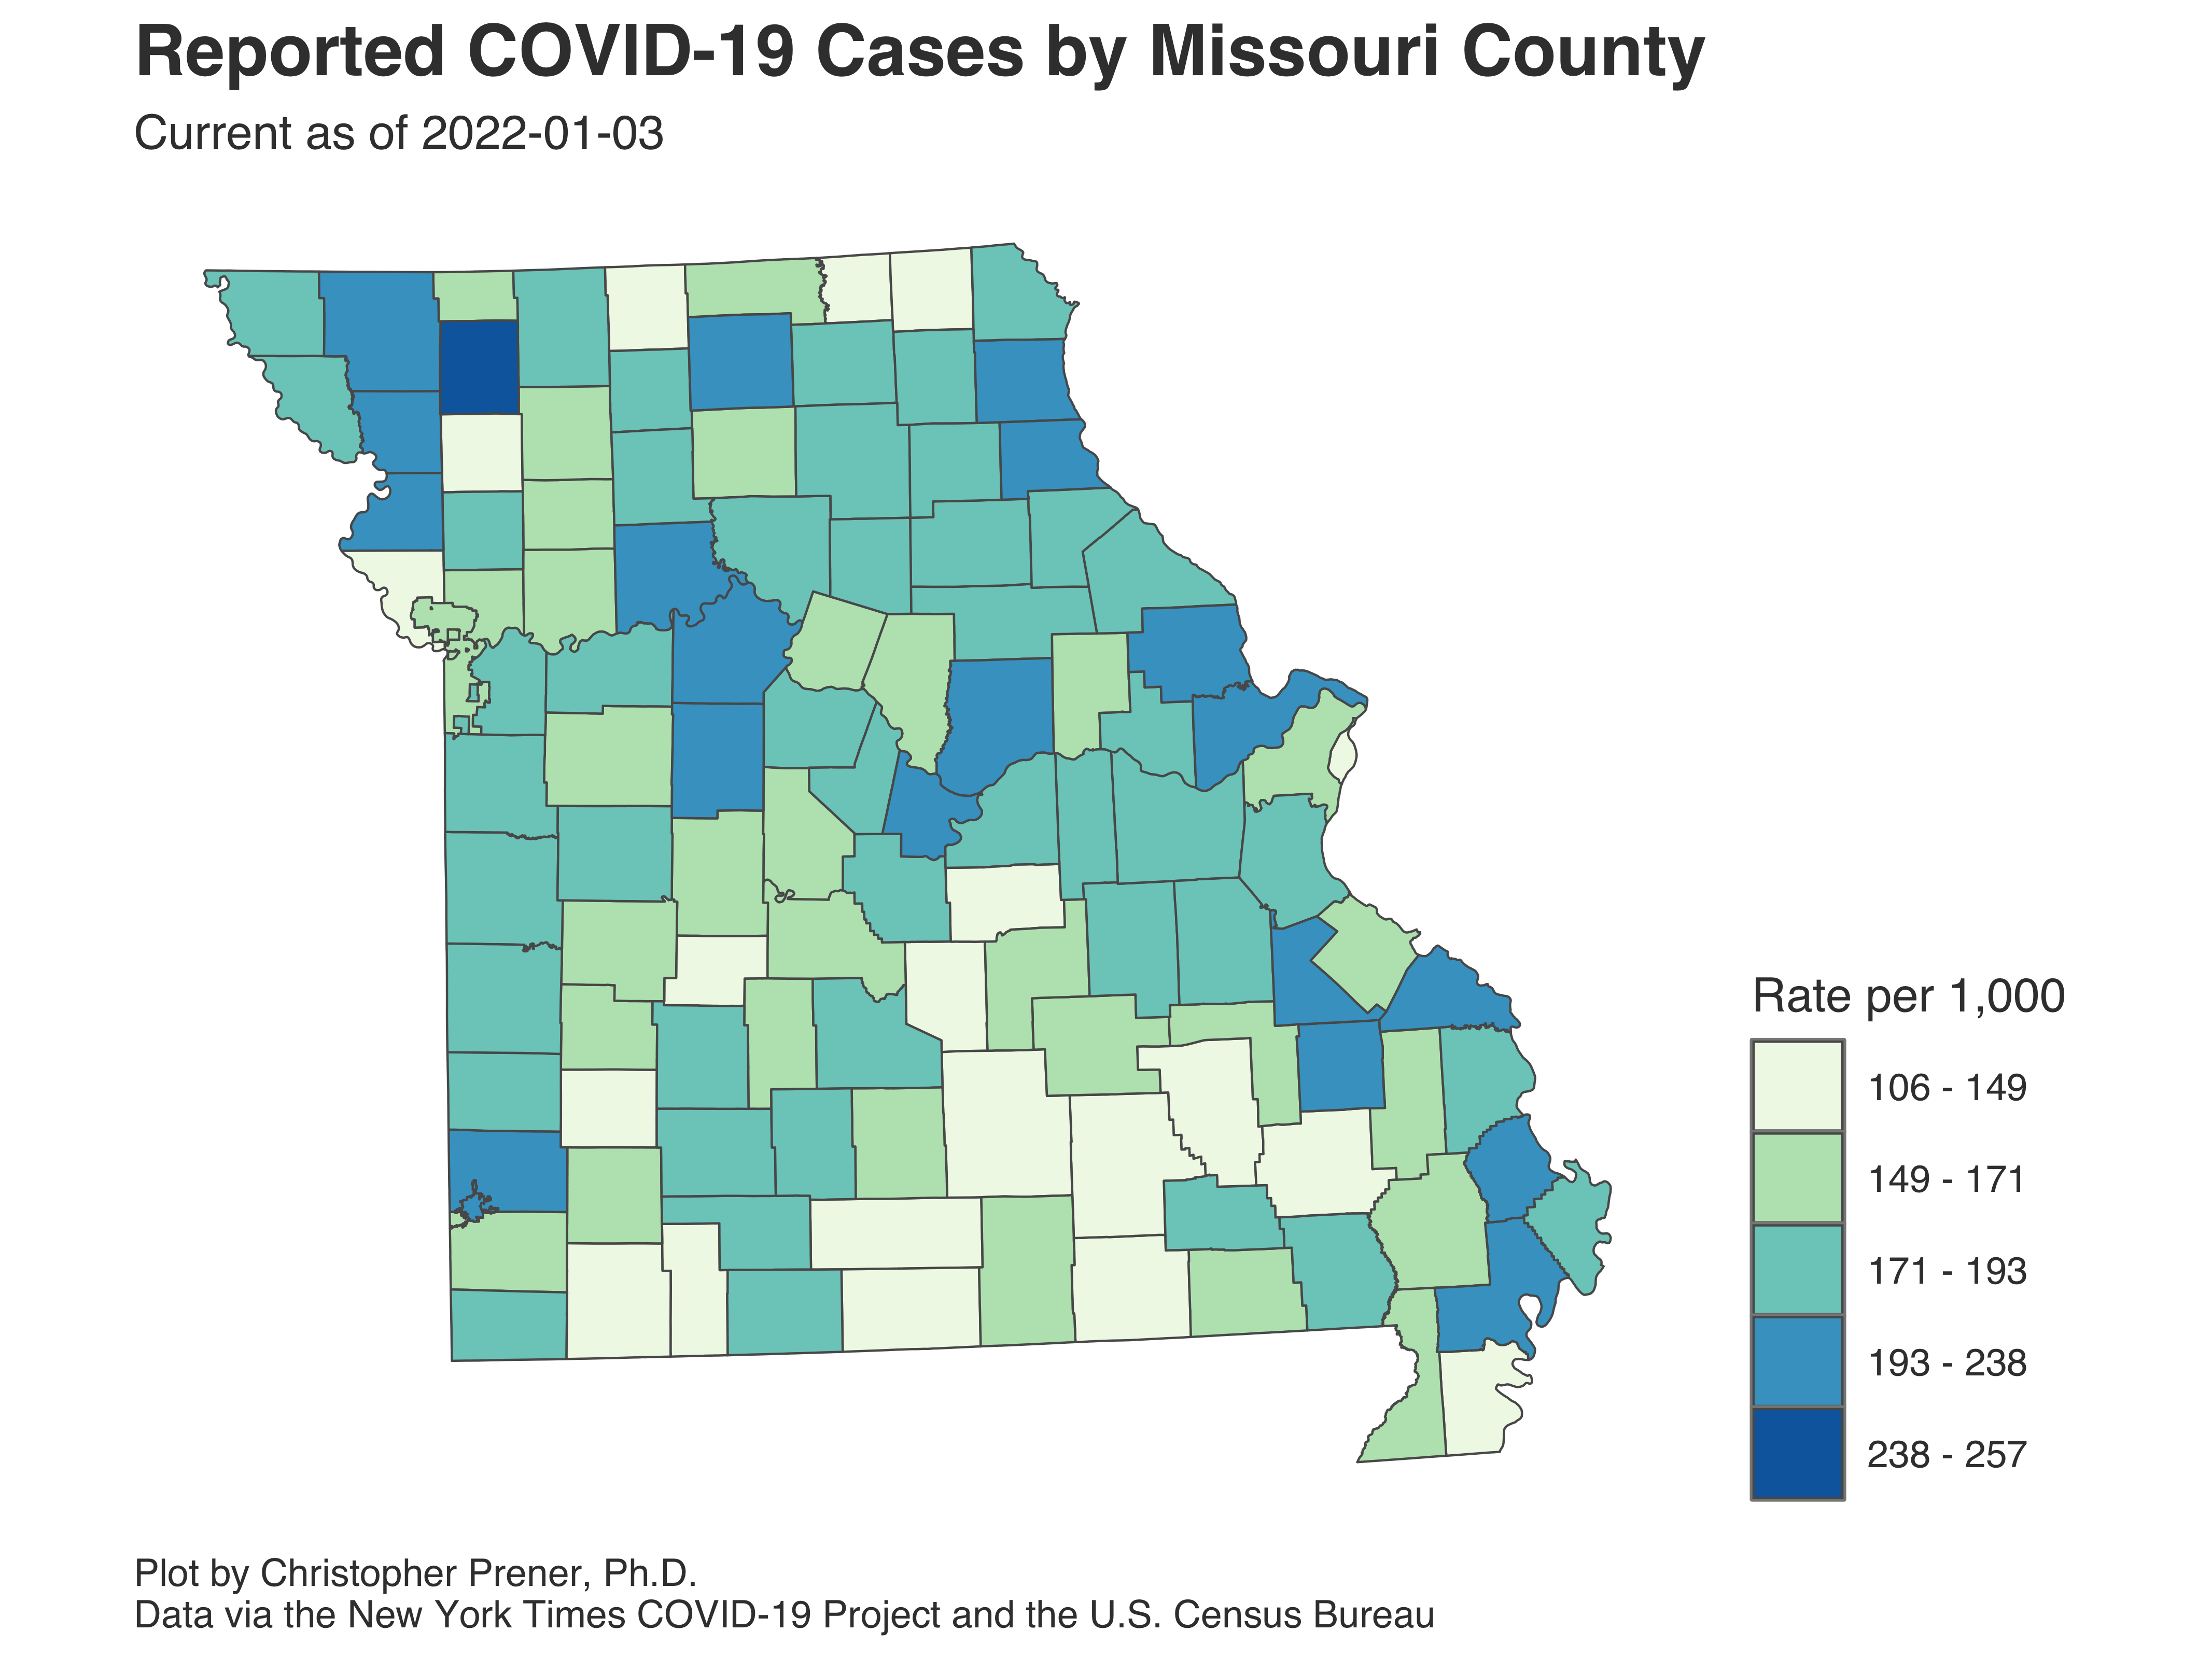 Reported COVID-19 Cases by Missouri County
Current as of 2022-01-03
Rate per 1,000
106 - 149
149 - 171
171 - 193
193 - 238
238 - 257
Plot by Christopher Prener, Ph.D.
Data via the New York Times COVID-19 Project and the U.S. Census Bureau